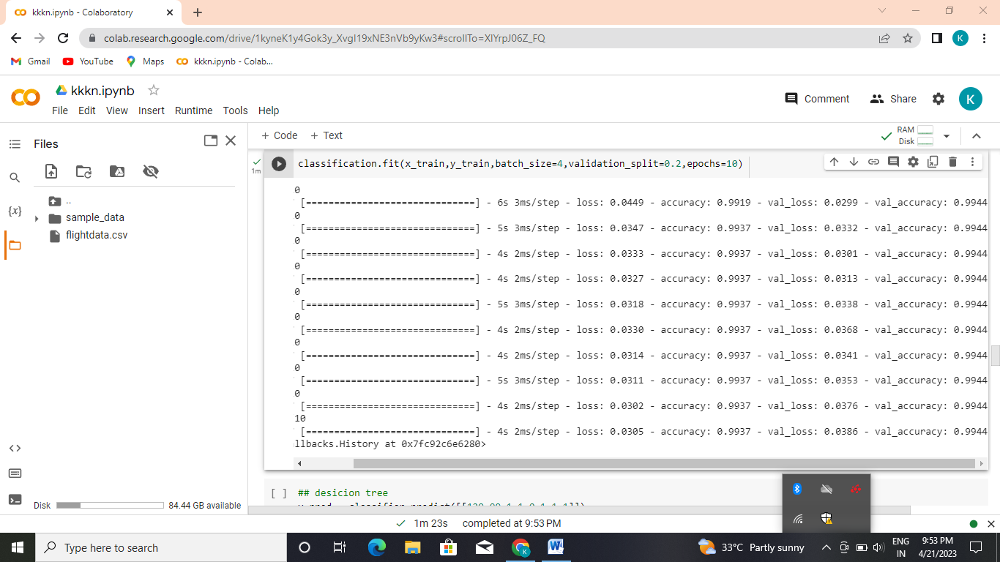 kkkn.ipynb - Colaboratory
colab.research.google.com/drive/1kyneK1y4Gok3y_XvgI19xNE3nVb9yKw3#scrollTo=XlYrpJ06Z_FQ
K
Gmail
YouTube
Maps
kkkn.ipynb - Colab...
kkkn.ipynb
File Edit View Insert Runtime Tools Help
Comment
Share
K
Files
+ Code + Text
RAM
Disk
..
sample_data
flightdata.csv
{x}
1m
classification.fit(x_train,y_train,batch_size=4,validation_split=0.2,epochs=10)
0
[==============================] - 6s 3ms/step - loss: 0.0449 - accuracy: 0.9919 - val_loss: 0.0299 - val_accuracy: 0.9944
0
[==============================] - 5s 3ms/step - loss: 0.0347 - accuracy: 0.9937 - val_loss: 0.0332 - val_accuracy: 0.9944
0
[==============================] - 4s 2ms/step - loss: 0.0333 - accuracy: 0.9937 - val_loss: 0.0301 - val_accuracy: 0.9944
0
[==============================] - 4s 2ms/step - loss: 0.0327 - accuracy: 0.9937 - val_loss: 0.0313 - val_accuracy: 0.9944
0
[==============================] - 5s 3ms/step - loss: 0.0318 - accuracy: 0.9937 - val_loss: 0.0338 - val_accuracy: 0.9944
0
[==============================] - 4s 2ms/step - loss: 0.0330 - accuracy: 0.9937 - val_loss: 0.0368 - val_accuracy: 0.9944
0
[==============================] - 4s 2ms/step - loss: 0.0314 - accuracy: 0.9937 - val_loss: 0.0341 - val_accuracy: 0.9944
0
[==============================] - 5s 3ms/step - loss: 0.0311 - accuracy: 0.9937 - val_loss: 0.0353 - val_accuracy: 0.9944
0
[==============================] - 4s 2ms/step - loss: 0.0302 - accuracy: 0.9937 - val_loss: 0.0376 - val_accuracy: 0.9944
10
[==============================] - 4s 2ms/step - loss: 0.0305 - accuracy: 0.9937 - val_loss: 0.0386 - val_accuracy: 0.9944
llbacks.History at 0x7fc92c6e6280>
[ ] ## desicion tree
Disk 84.44 GB available
1m 23s completed at 9:53 PM
Type here to search
33°C Partly sunny
ENG
IN
9:53 PM
4/21/2023